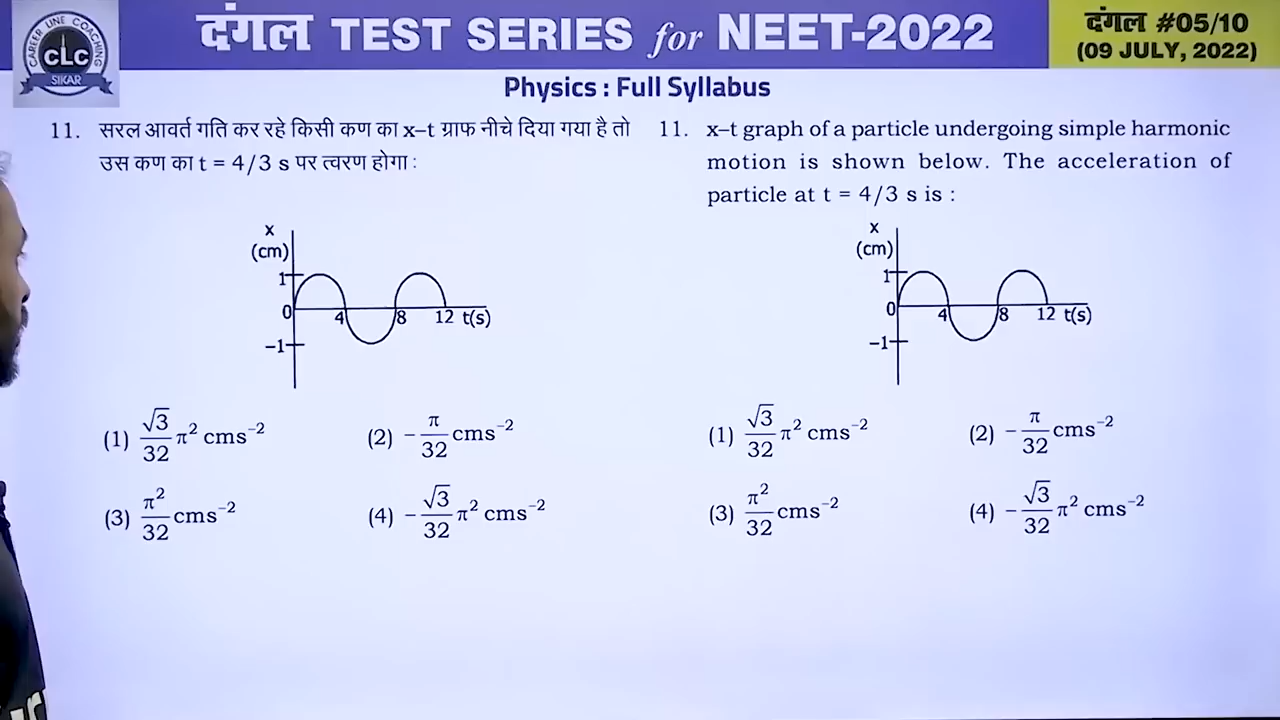 CAREER LINE COACHING
CLC
SIKAR
दंगल TEST SERIES for NEET-2022
दंगल #05/10
(09 JULY, 2022)
Physics : Full Syllabus
11. सरल आवर्त गति कर रहे किसी कण का x–t ग्राफ नीचे दिया गया है तो
उस कण का t = 4/3 s पर त्वरण होगा :
x
(cm)
1
0
4
8
12 t(s)
–1
(1) √3/32 π² cms⁻²
(2) –π/32 cms⁻²
(3) π²/32 cms⁻²
(4) –√3/32 π² cms⁻²
11. x–t graph of a particle undergoing simple harmonic
motion is shown below. The acceleration of
particle at t = 4/3 s is :
x
(cm)
1
0
4
8
12 t(s)
–1
(1) √3/32 π² cms⁻²
(2) –π/32 cms⁻²
(3) π²/32 cms⁻²
(4) –√3/32 π² cms⁻²